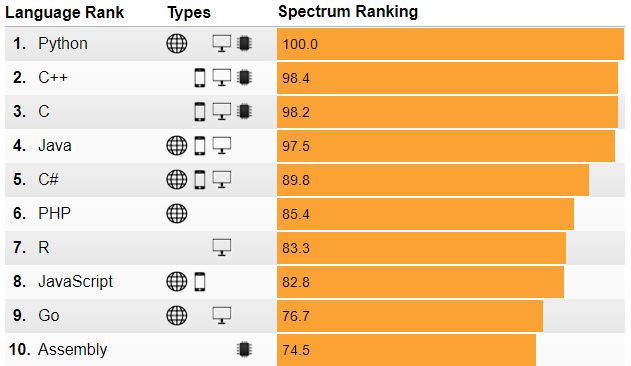 Language Rank Types Spectrum Ranking
1. Python 100.0
2. C++ 98.4
3. C 98.2
4. Java 97.5
5. C# 89.8
6. PHP 85.4
7. R 83.3
8. JavaScript 82.8
9. Go 76.7
10. Assembly 74.5